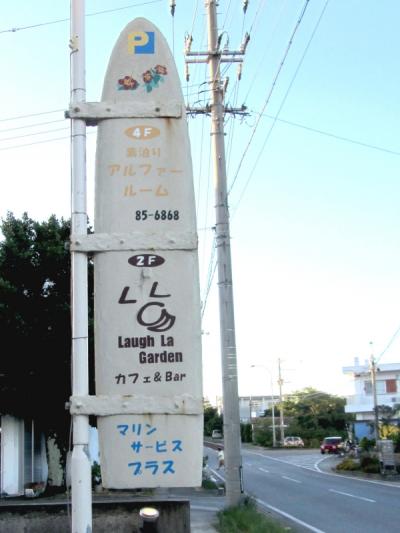 P
4F
素泊り
アルファー
ルーム
85-6868
2F
LL
Laugh La
Garden
カフェ&Bar
マリン
サービス
プラス